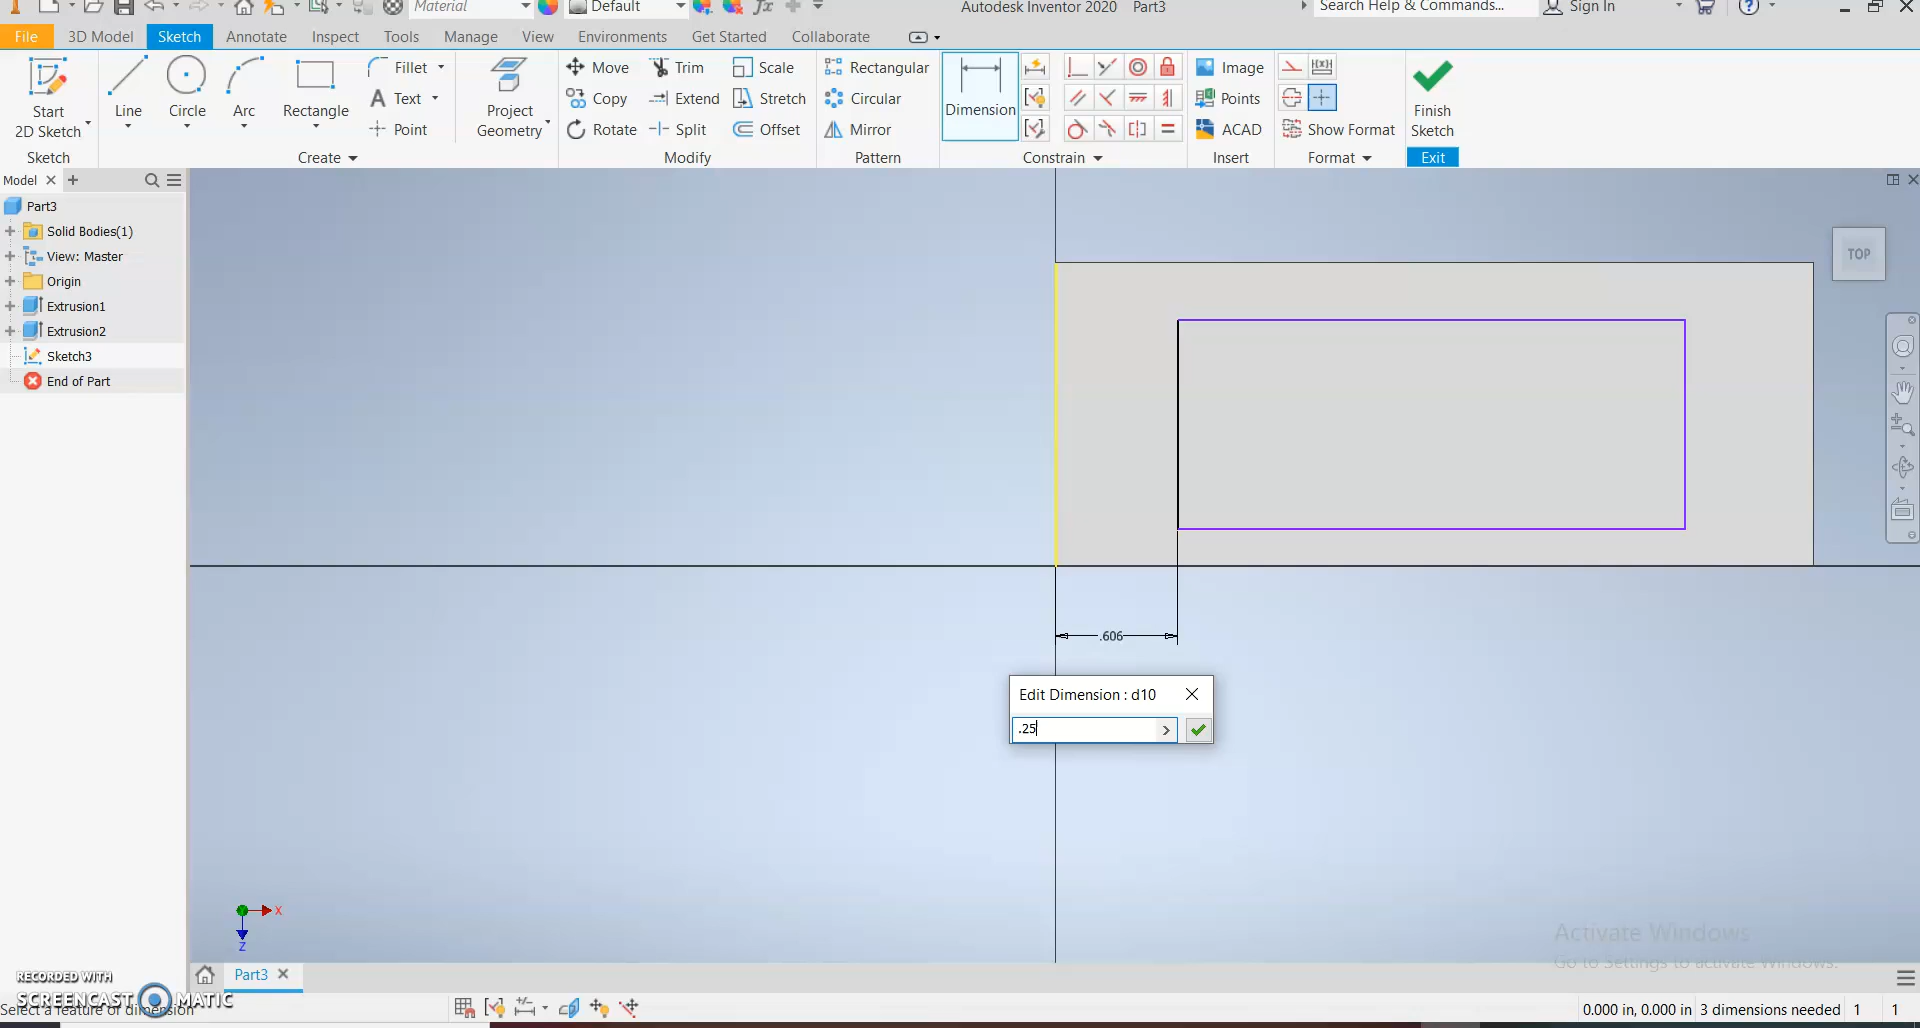 Material
Default
fx
Autodesk Inventor 2020 Part3
Search Help & Commands...
Sign In
File
3D Model
Sketch
Annotate
Inspect
Tools
Manage
View
Environments
Get Started
Collaborate
Start
2D Sketch
Line
Circle
Arc
Rectangle
Fillet
Text
Point
Project
Geometry
Move
Copy
Rotate
Trim
Extend
Split
Scale
Stretch
Offset
Rectangular
Circular
Mirror
Dimension
Image
Points
ACAD
Show Format
Finish
Sketch
Sketch
Create
Modify
Pattern
Constrain
Insert
Format
Exit
Model
Part3
Solid Bodies(1)
View: Master
Origin
Extrusion1
Extrusion2
Sketch3
End of Part
TOP
.606
Edit Dimension : d10
.25
X
Z
Activate Windows
Go to Settings to activate Windows.
Part3
RECORDED WITH
SCREENCAST MATIC
Select a feature or dimension
0.000 in, 0.000 in
3 dimensions needed
1
1